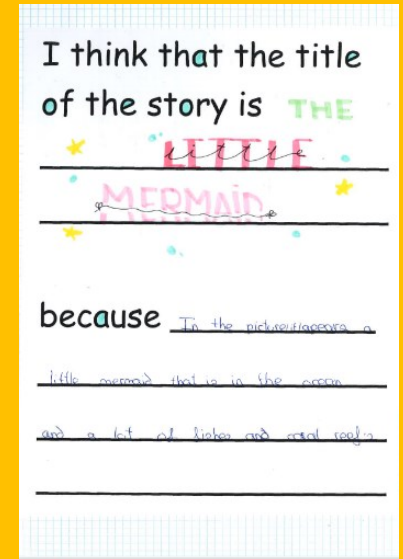 I think that the title
of the story is THE
LITTLE
MERMAID
because In the picture appears a
little mermaid that is in the ocean
and a lot of fishes and coral reefs